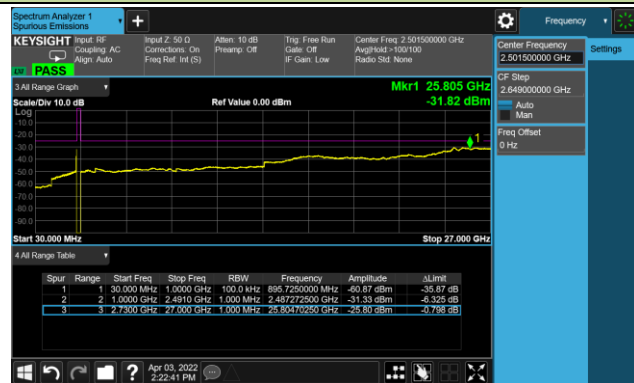 Spectrum Analyzer 1
Spurious Emissions
Frequency
KEYSIGHT Input: RF
Coupling: AC
Align: Auto
Input Z: 50 Ω
Corrections: On
Freq Ref: Int (S)
Atten: 10 dB
Preamp: Off
Trig: Free Run
Gate: Off
IF Gain: Low
Center Freq: 2.501500000 GHz
Avg|Hold:>100/100
Radio Std: None
PASS
Center Frequency
2.501500000 GHz
Settings
CF Step
2.649000000 GHz
Auto
Man
Freq Offset
0 Hz
3 All Range Graph
Mkr1 25.805 GHz
Scale/Div 10.0 dB
Ref Value 0.00 dBm
-31.82 dBm
Log
-10.0
-20.0
-30.0
-40.0
-50.0
-60.0
-70.0
-80.0
-90.0
1
Start 30.000 MHz
Stop 27.000 GHz
4 All Range Table
Spur Range Start Freq Stop Freq RBW Frequency Amplitude ΔLimit
1 1 30.000 MHz 1.0000 GHz 100.0 kHz 895.7250000 MHz -60.87 dBm -35.87 dB
2 2 1.0000 GHz 2.4910 GHz 1.000 MHz 2.487272500 GHz -31.33 dBm -6.325 dB
3 3 2.7300 GHz 27.000 GHz 1.000 MHz 25.80470250 GHz -25.80 dBm -0.798 dB
Apr 03, 2022
2:22:41 PM